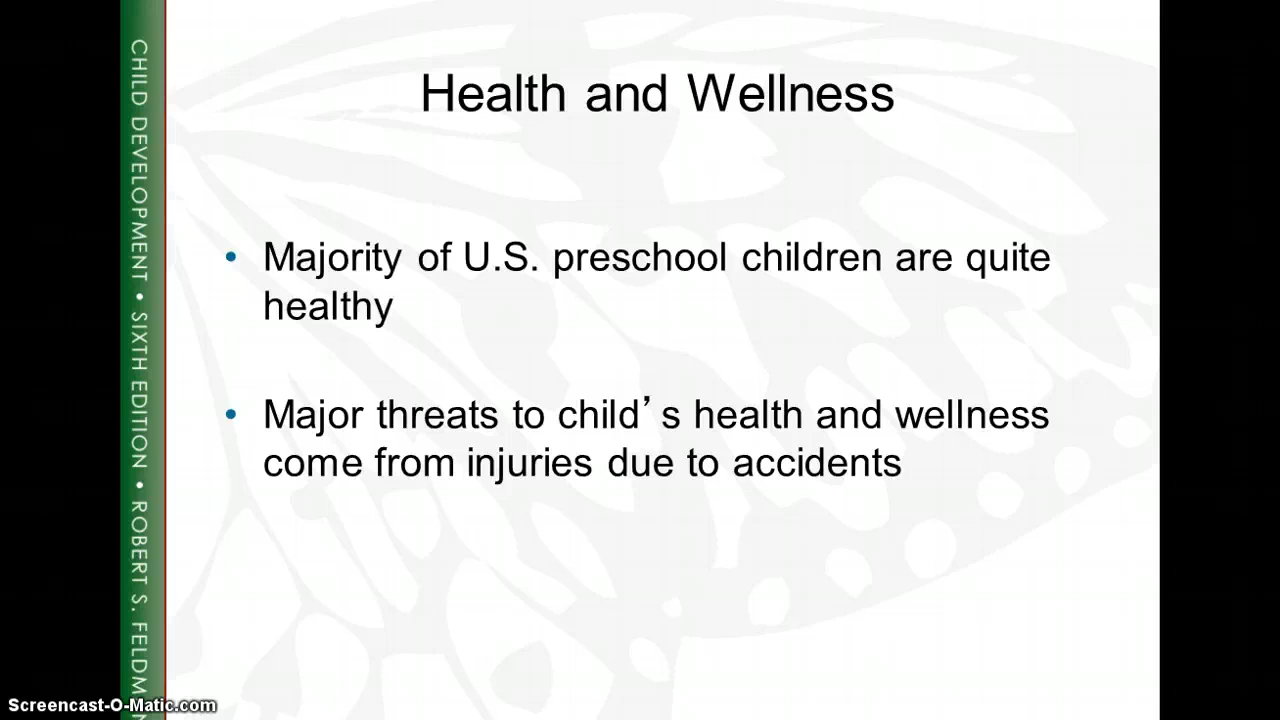 Health and Wellness
• Majority of U.S. preschool children are quite
healthy
• Major threats to child’s health and wellness
come from injuries due to accidents
CHILD DEVELOPMENT • SIXTH EDITION • ROBERT S. FELDM
Screencast-O-Matic.com